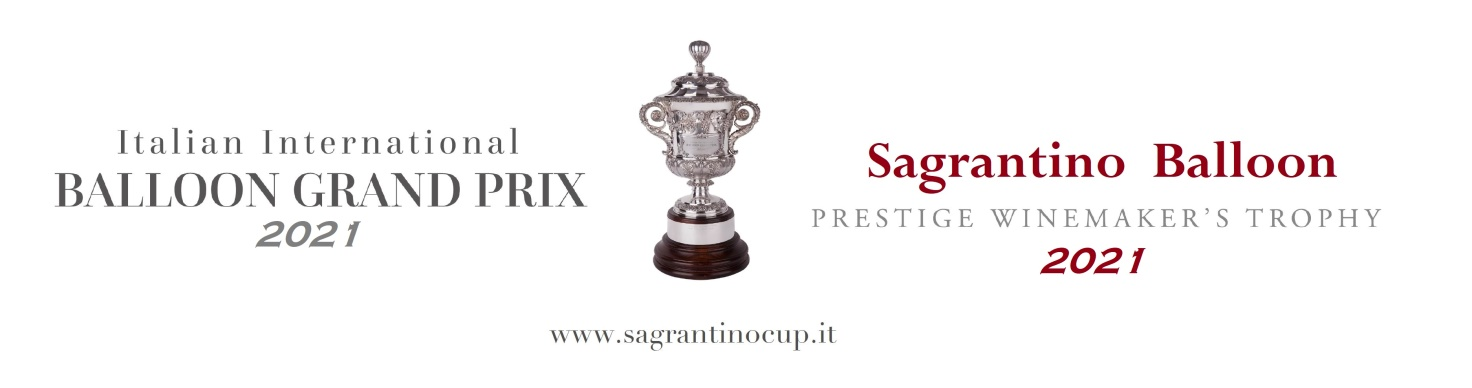 Italian International
BALLOON GRAND PRIX
2021
Sagrantino Balloon
PRESTIGE WINEMAKER'S TROPHY
2021
www.sagrantinocup.it